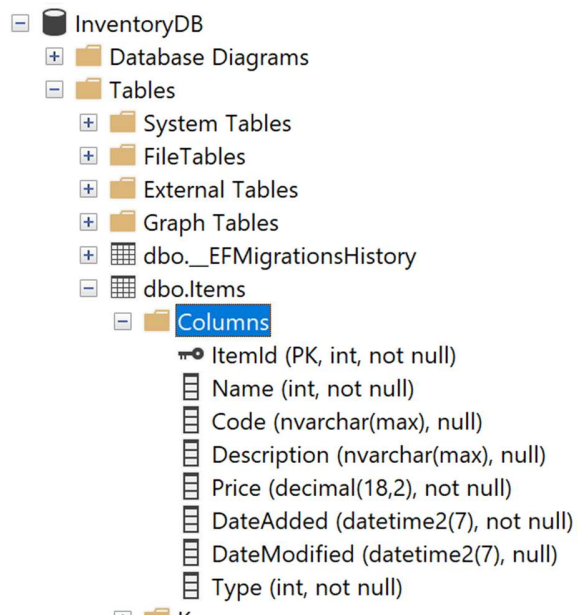 InventoryDB
Database Diagrams
Tables
System Tables
FileTables
External Tables
Graph Tables
dbo.__EFMigrationsHistory
dbo.Items
Columns
ItemId (PK, int, not null)
Name (int, not null)
Code (nvarchar(max), null)
Description (nvarchar(max), null)
Price (decimal(18,2), not null)
DateAdded (datetime2(7), not null)
DateModified (datetime2(7), null)
Type (int, not null)